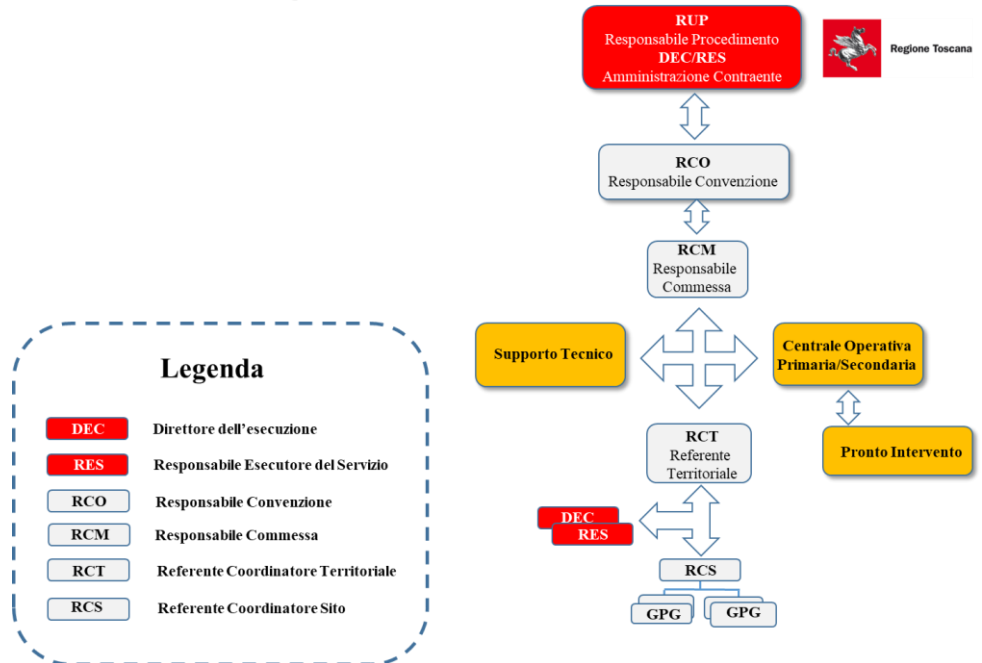 RUP
Responsabile Procedimento
DEC/RES
Amministrazione Contraente
Regione Toscana
RCO
Responsabile Convenzione
RCM
Responsabile
Commessa
Supporto Tecnico
Centrale Operativa
Primaria/Secondaria
RCT
Referente
Territoriale
Pronto Intervento
DEC
RES
RCS
GPG
GPG
Legenda
DEC Direttore dell'esecuzione
RES Responsabile Esecutore del Servizio
RCO Responsabile Convenzione
RCM Responsabile Commessa
RCT Referente Coordinatore Territoriale
RCS Referente Coordinatore Sito